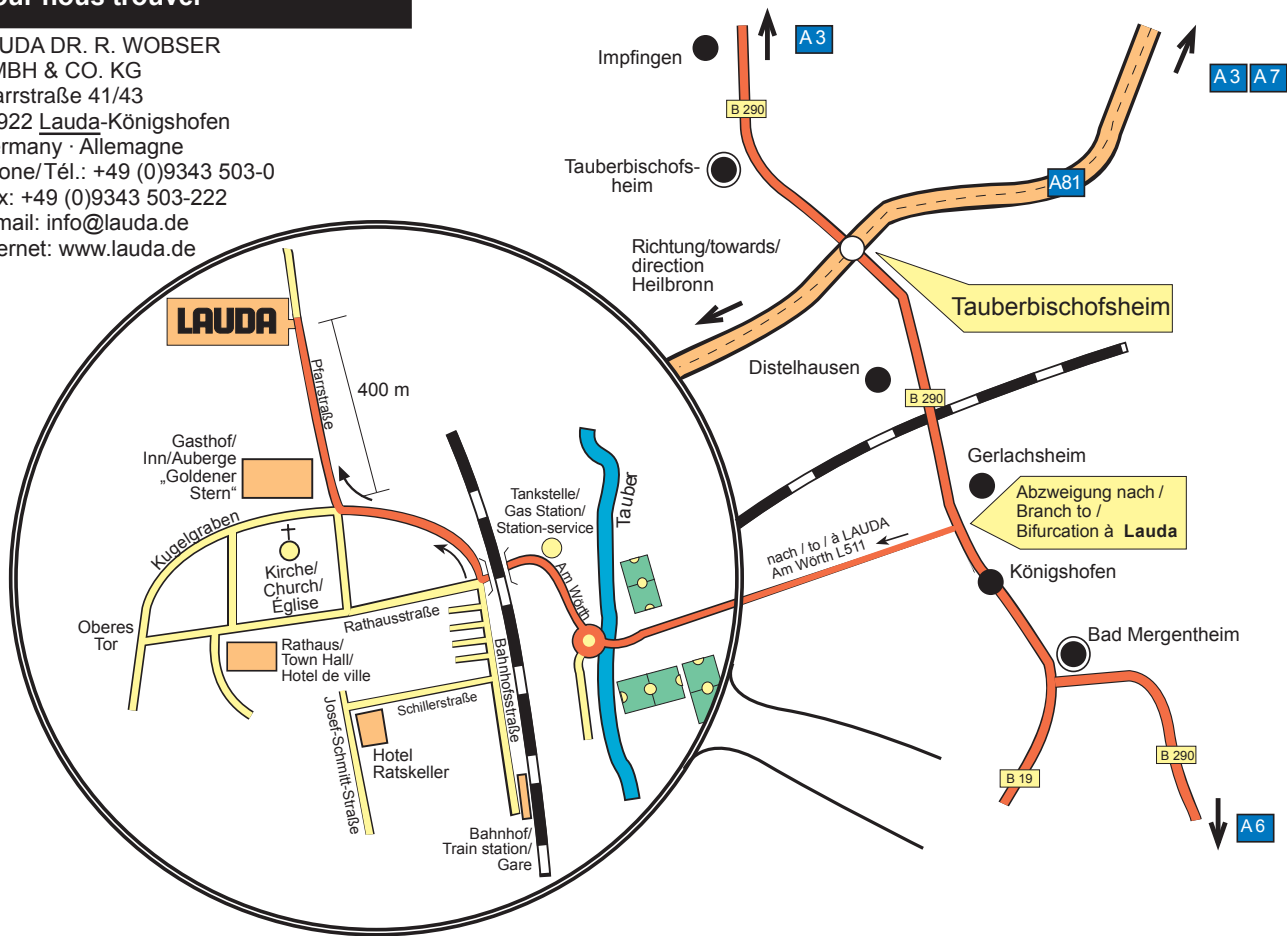 our nous trouver
UDA DR. R. WOBSER
MBH & CO. KG
arrstraße 41/43
922 Lauda-Königshofen
ermany · Allemagne
one/Tél.: +49 (0)9343 503-0
x: +49 (0)9343 503-222
mail: info@lauda.de
ernet: www.lauda.de
Impfingen
A 3
A 3 A 7
B 290
Tauberbischofs-
heim
A81
Richtung/towards/
direction
Heilbronn
Tauberbischofsheim
LAUDA
Pfarrstraße
400 m
Distelhausen
B 290
Gasthof/
Inn/Auberge
„Goldener
Stern“
Tankstelle/
Gas Station/
Station-service
Tauber
Gerlachsheim
Abzweigung nach /
Branch to /
Bifurcation à Lauda
nach / to / à LAUDA
Am Wörth L511
Kugelgraben
Kirche/
Church/
Église
Am Wörth
Königshofen
Oberes
Tor
Rathausstraße
Rathaus/
Town Hall/
Hotel de ville
Bahnhofsstraße
Bad Mergentheim
Schillerstraße
Josef-Schmitt-Straße
Hotel
Ratskeller
B 19
B 290
Bahnhof/
Train station/
Gare
A 6